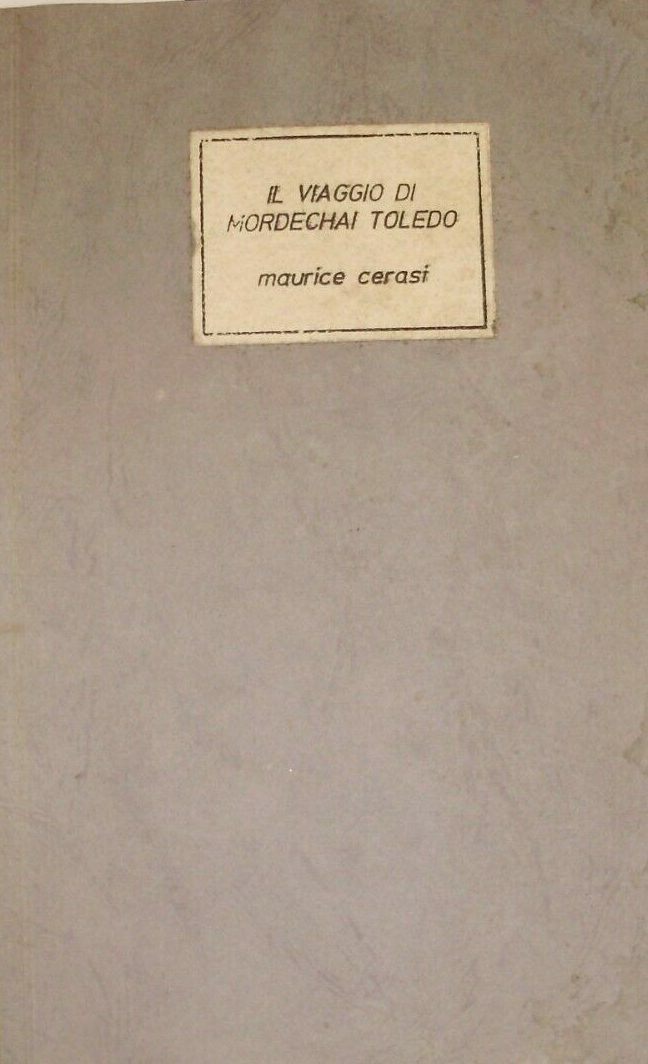 IL VIAGGIO DI
MORDECHAI TOLEDO
maurice cerasi